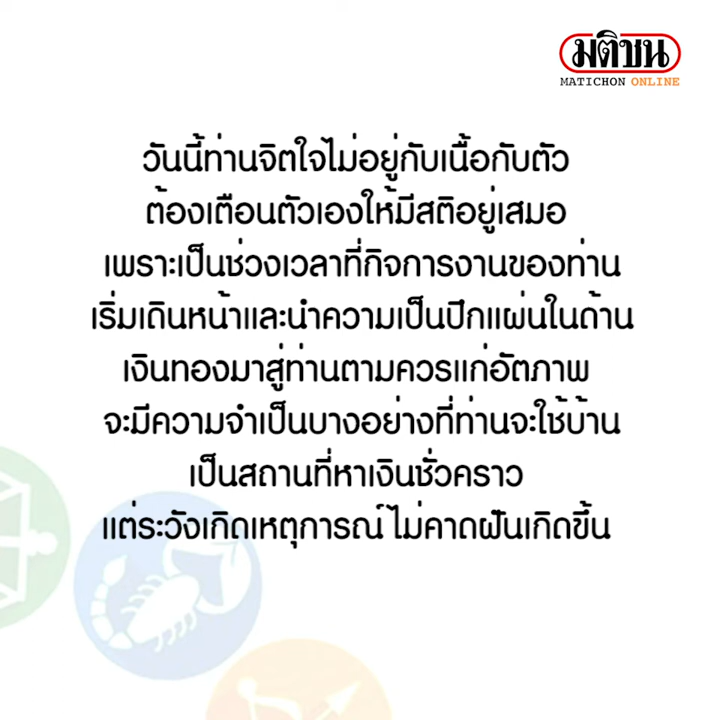 มติชน
MATICHON ONLINE
วันนี้ท่านจิตใจไม่อยู่กับเนื้อกับตัว
ต้องเตือนตัวเองให้มีสติอยู่เสมอ
เพราะเป็นช่วงเวลาที่กิจการงานของท่าน
เริ่มเดินหน้าและนำความเป็นปึกแผ่นในด้าน
เงินทองมาสู่ท่านตามควรแก่อัตภาพ
จะมีความจำเป็นบางอย่างที่ท่านจะใช้บ้าน
เป็นสถานที่หาเงินชั่วคราว
แต่ระวังเกิดเหตุการณ์ไม่คาดฝันเกิดขึ้น